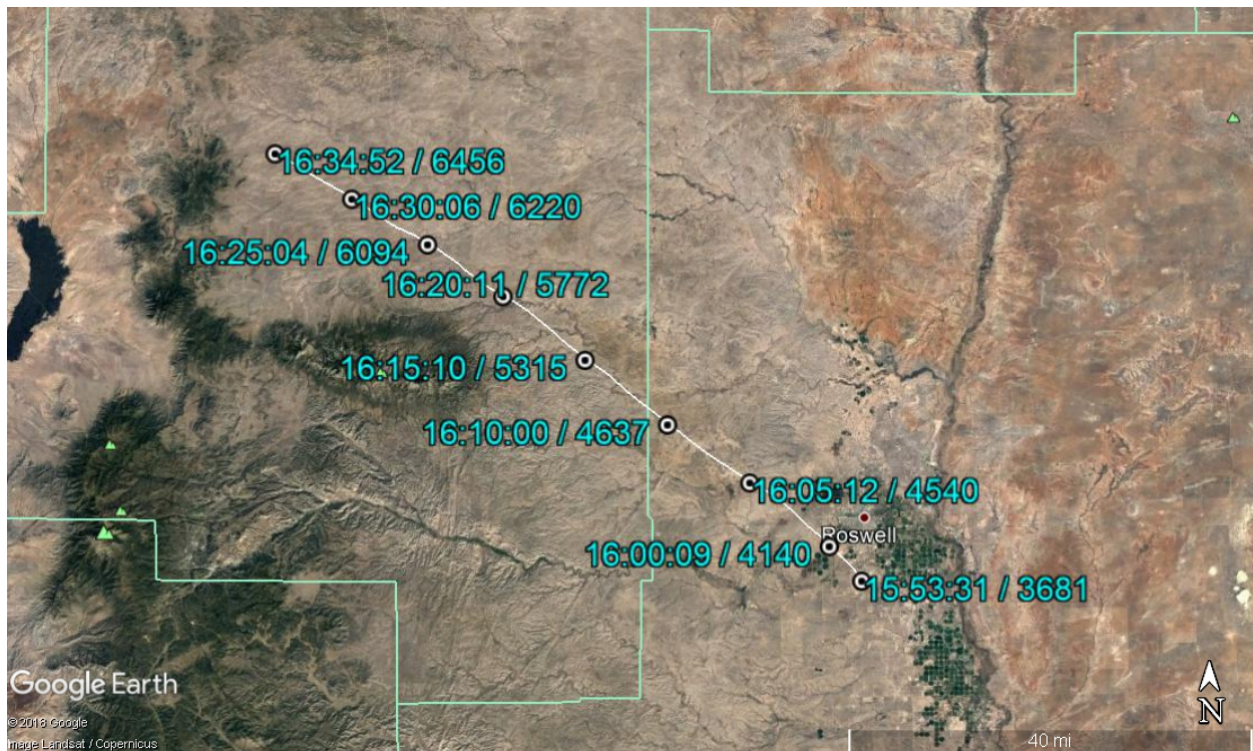 16:34:52 / 6456
16:30:06 / 6220
16:25:04 / 6094
16:20:11 / 5772
16:15:10 / 5315
16:10:00 / 4637
16:05:12 / 4540
Roswell
16:00:09 / 4140
15:53:31 / 3681
Google Earth
N
© 2016 Google
Image Landsat / Copernicus
40 mi